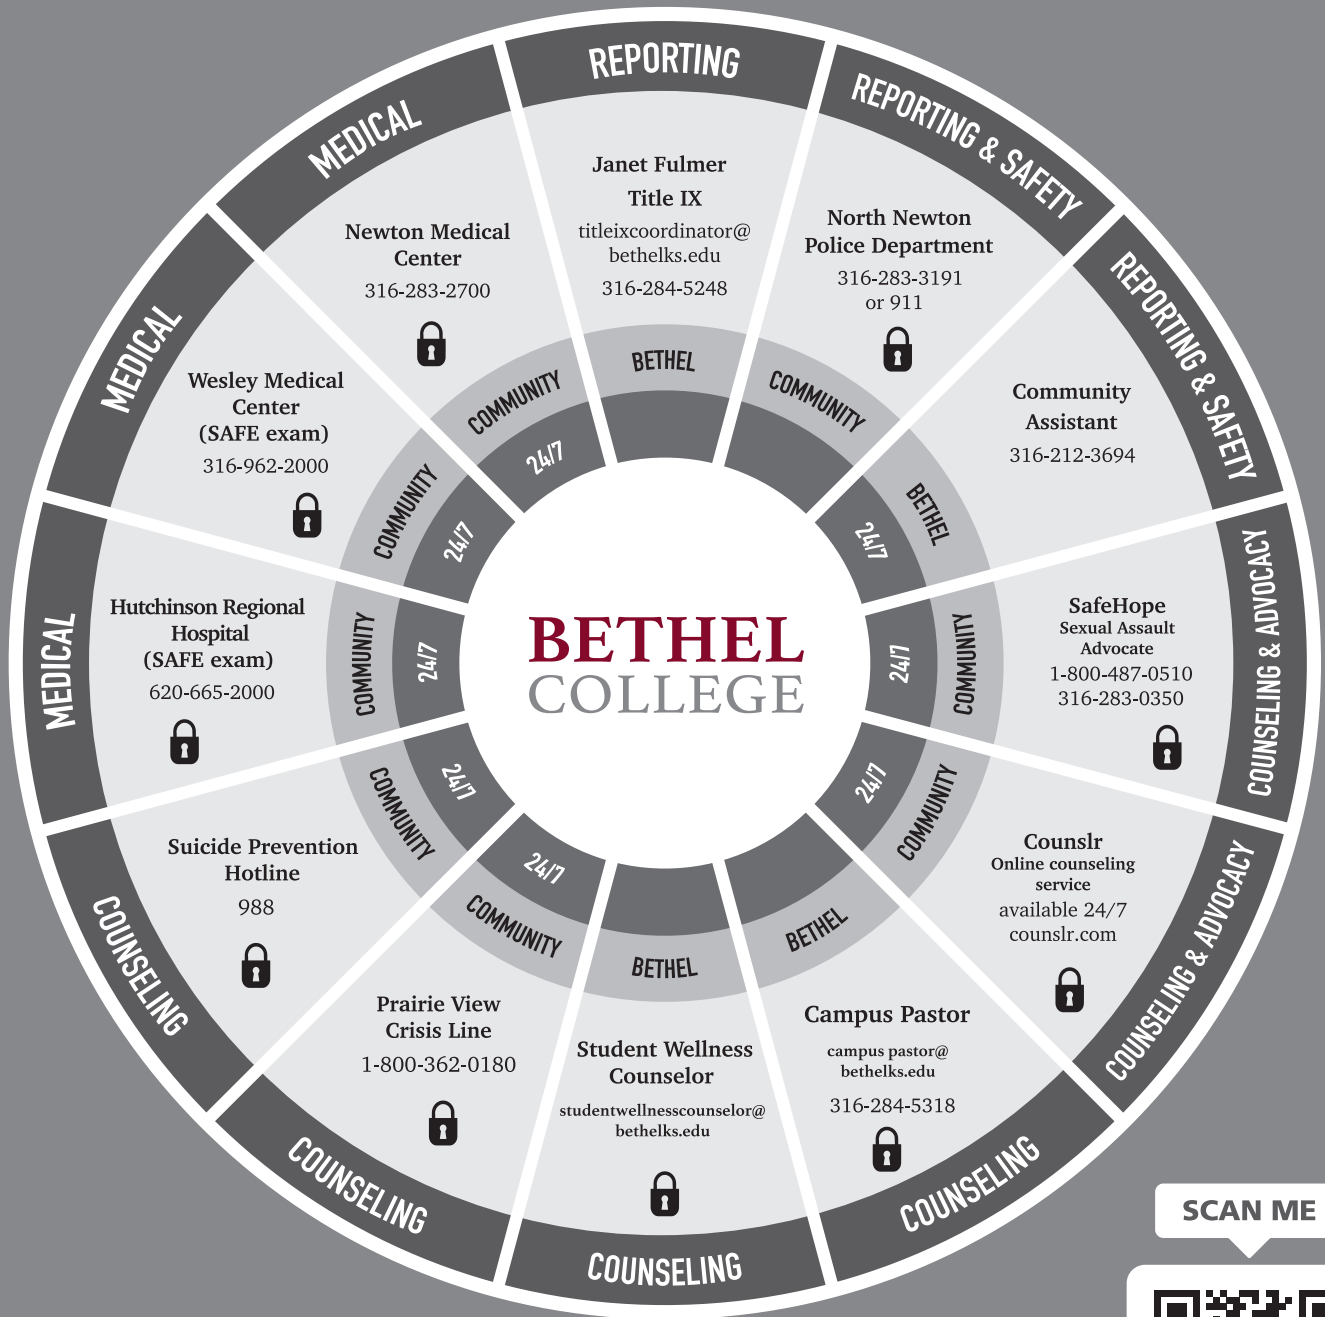 REPORTING
Janet Fulmer
Title IX
titleixcoordinator@
bethelks.edu
316-284-5248
BETHEL
REPORTING & SAFETY
North Newton
Police Department
316-283-3191
or 911
COMMUNITY
REPORTING & SAFETY
Community
Assistant
316-212-3694
BETHEL
24/7
COUNSELING & ADVOCACY
SafeHope
Sexual Assault
Advocate
1-800-487-0510
316-283-0350
COMMUNITY
24/7
COUNSELING & ADVOCACY
Counslr
Online counseling
service
available 24/7
counslr.com
COMMUNITY
24/7
COUNSELING
Campus Pastor
campus pastor@
bethelks.edu
316-284-5318
BETHEL
COUNSELING
Student Wellness
Counselor
studentwellnesscounselor@
bethelks.edu
BETHEL
COUNSELING
Prairie View
Crisis Line
1-800-362-0180
COMMUNITY
24/7
COUNSELING
Suicide Prevention
Hotline
988
COMMUNITY
24/7
MEDICAL
Hutchinson Regional
Hospital
(SAFE exam)
620-665-2000
COMMUNITY
24/7
MEDICAL
Wesley Medical
Center
(SAFE exam)
316-962-2000
COMMUNITY
24/7
MEDICAL
Newton Medical
Center
316-283-2700
COMMUNITY
24/7
BETHEL
COLLEGE
SCAN ME